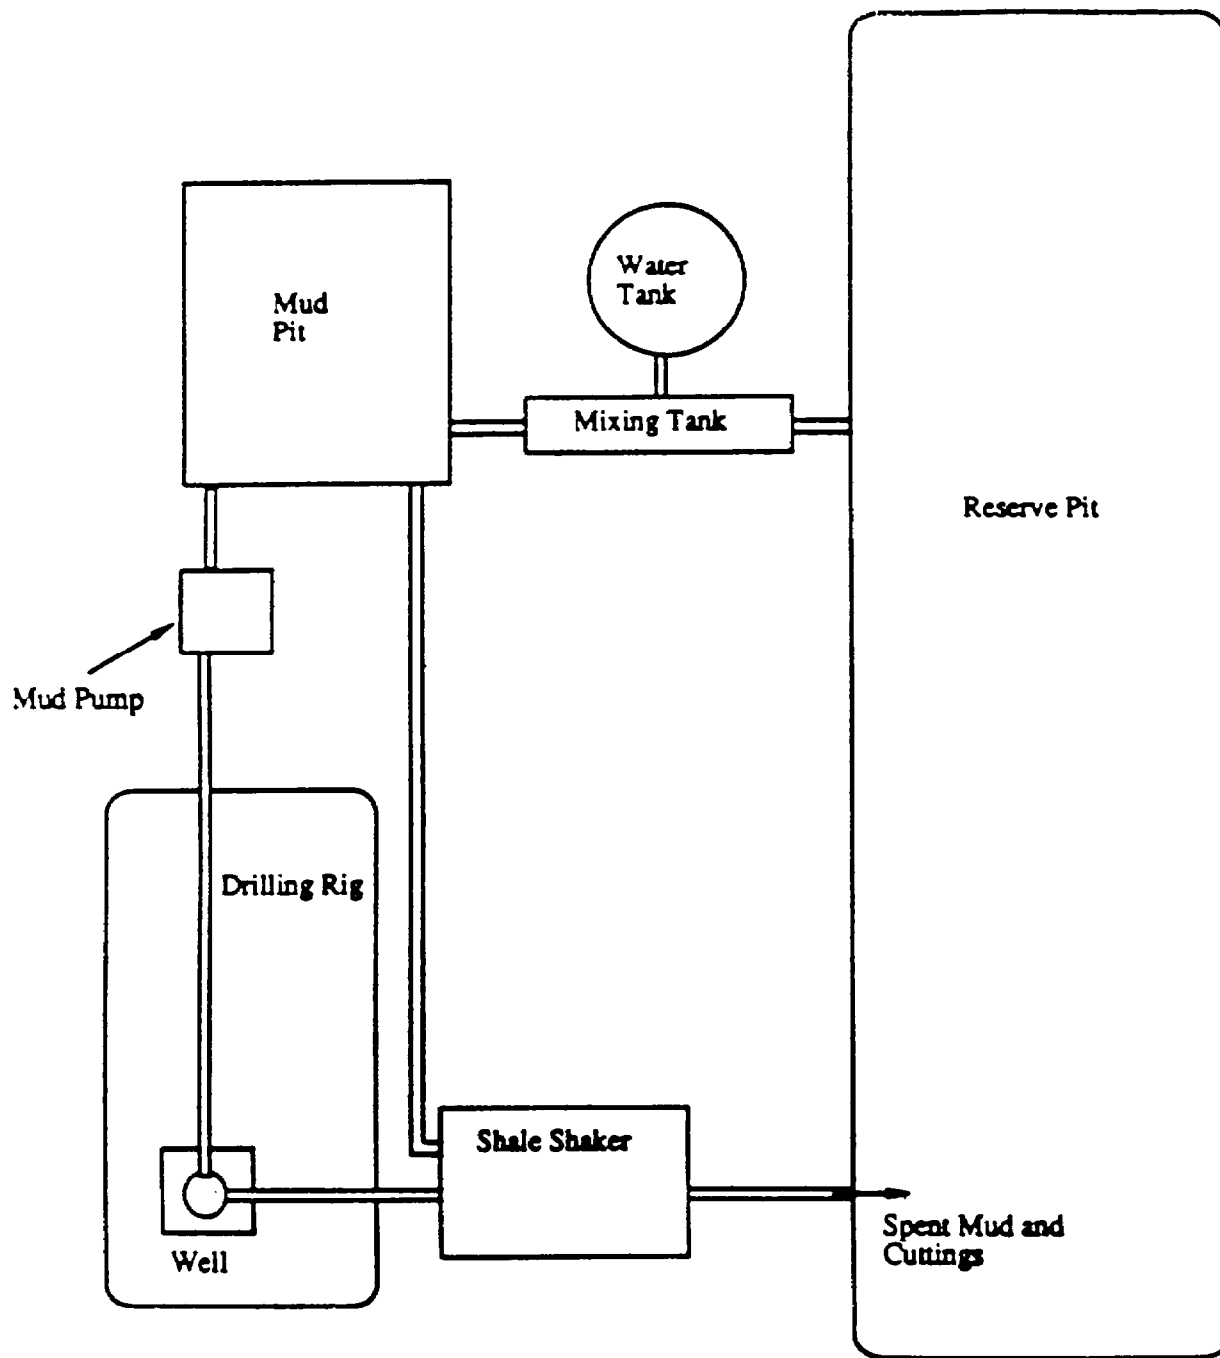 Water
Tank
Mud
Pit
Mixing Tank
Reserve Pit
Mud Pump
Drilling Rig
Shale Shaker
Spent Mud and
Cuttings
Well